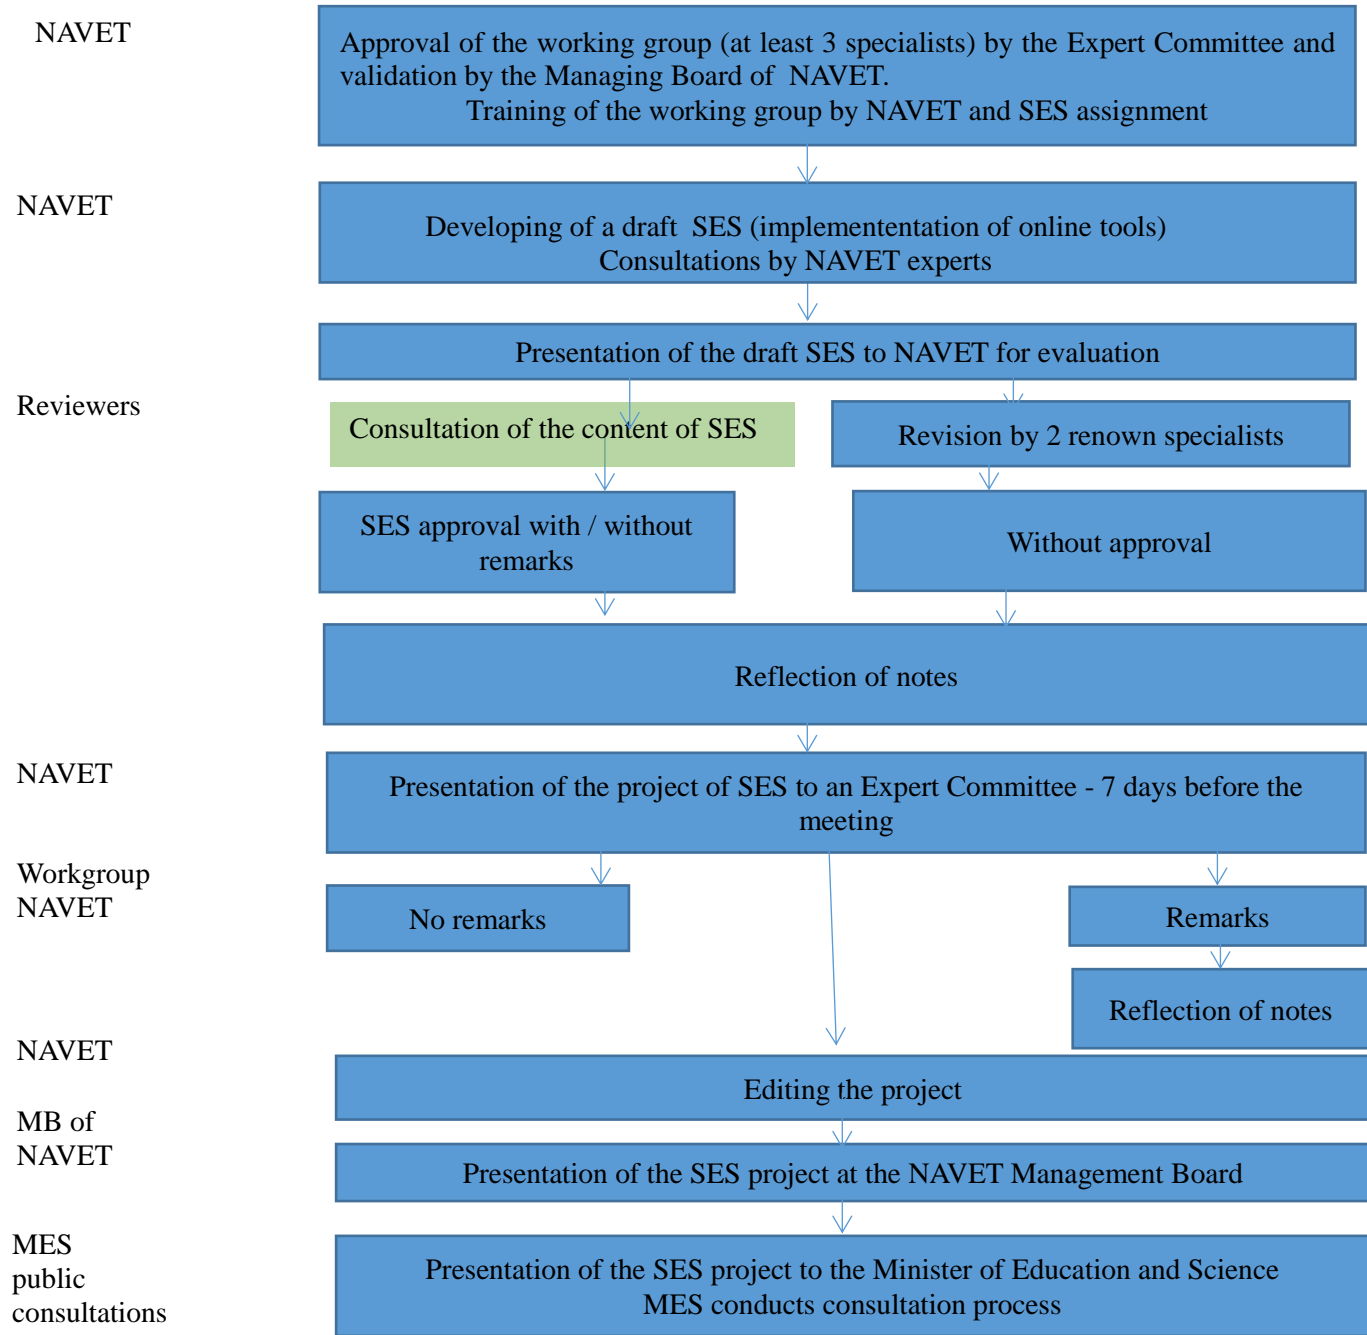 NAVET
Approval of the working group (at least 3 specialists) by the Expert Committee and
validation by the Managing Board of NAVET.
Training of the working group by NAVET and SES assignment
NAVET
Developing of a draft SES (implemententation of online tools)
Consultations by NAVET experts
Presentation of the draft SES to NAVET for evaluation
Reviewers
Consultation of the content of SES
Revision by 2 renown specialists
SES approval with / without
remarks
Without approval
Reflection of notes
NAVET
Presentation of the project of SES to an Expert Committee - 7 days before the
meeting
Workgroup
NAVET
No remarks
Remarks
Reflection of notes
NAVET
Editing the project
MB of
NAVET
Presentation of the SES project at the NAVET Management Board
MES
public
consultations
Presentation of the SES project to the Minister of Education and Science
MES conducts consultation process